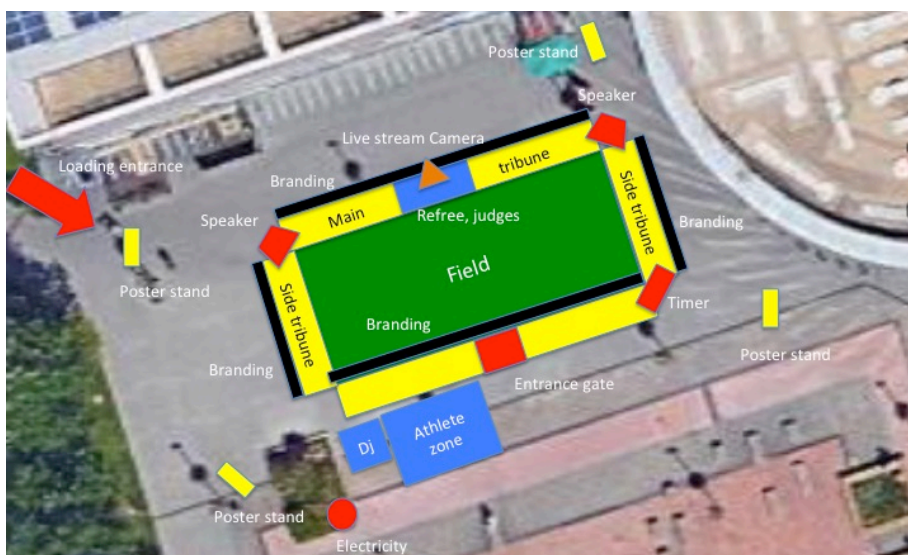 Poster stand
Speaker
Live stream Camera
Loading entrance
Branding
tribune
Main
Speaker
Refree, judges
Side tribune
Branding
Field
Poster stand
Side tribune
Branding
Timer
Branding
Poster stand
Entrance gate
Dj
Athlete
zone
Poster stand
Electricity